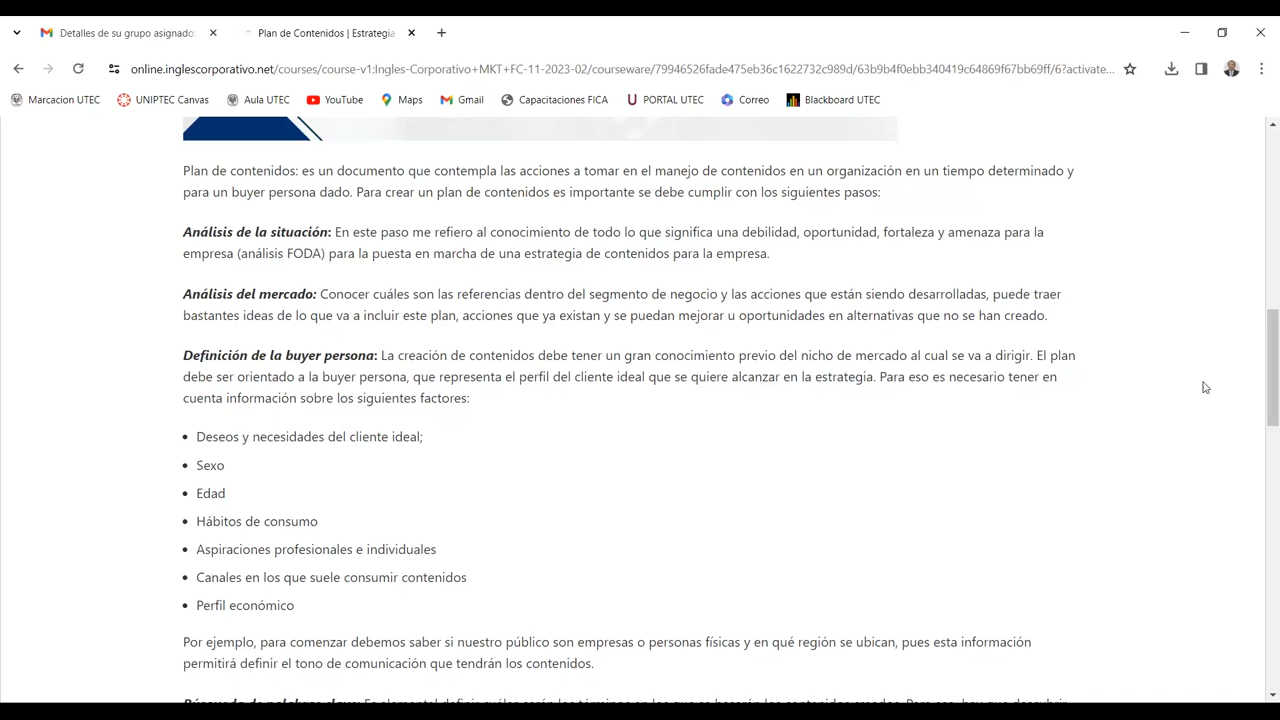 Detalles de su grupo asignado
Plan de Contenidos | Estrategia
online.inglescorporativo.net/courses/course-v1:Ingles-Corporativo+MKT+FC-11-2023-02/courseware/79946526fade475eb36c1622732c989d/63b9b4f0ebb340419c64869f67bb69ff/6?activate...
Marcacion UTEC UNIPTEC Canvas Aula UTEC YouTube Maps Gmail Capacitaciones FICA PORTAL UTEC Correo Blackboard UTEC
Plan de contenidos: es un documento que contempla las acciones a tomar en el manejo de contenidos en un organización en un tiempo determinado y
para un buyer persona dado. Para crear un plan de contenidos es importante se debe cumplir con los siguientes pasos:
Análisis de la situación: En este paso me refiero al conocimiento de todo lo que significa una debilidad, oportunidad, fortaleza y amenaza para la
empresa (análisis FODA) para la puesta en marcha de una estrategia de contenidos para la empresa.
Análisis del mercado: Conocer cuáles son las referencias dentro del segmento de negocio y las acciones que están siendo desarrolladas, puede traer
bastantes ideas de lo que va a incluir este plan, acciones que ya existan y se puedan mejorar u oportunidades en alternativas que no se han creado.
Definición de la buyer persona: La creación de contenidos debe tener un gran conocimiento previo del nicho de mercado al cual se va a dirigir. El plan
debe ser orientado a la buyer persona, que representa el perfil del cliente ideal que se quiere alcanzar en la estrategia. Para eso es necesario tener en
cuenta información sobre los siguientes factores:
• Deseos y necesidades del cliente ideal;
• Sexo
• Edad
• Hábitos de consumo
• Aspiraciones profesionales e individuales
• Canales en los que suele consumir contenidos
• Perfil económico
Por ejemplo, para comenzar debemos saber si nuestro público son empresas o personas físicas y en qué región se ubican, pues esta información
permitirá definir el tono de comunicación que tendrán los contenidos.